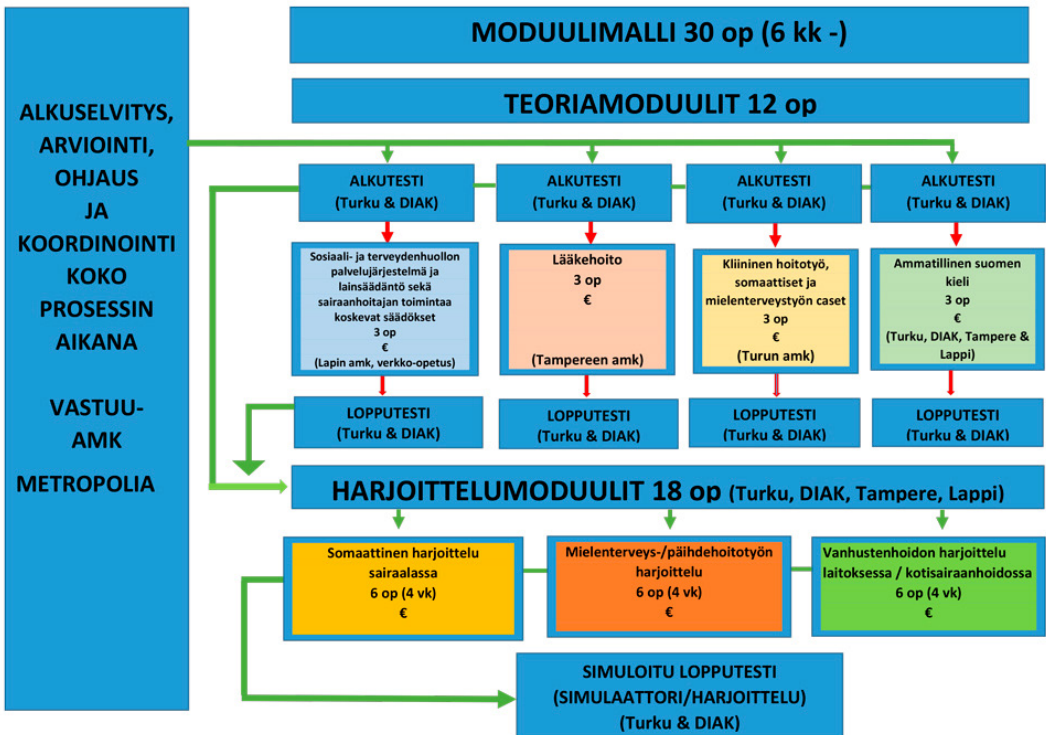 ALKUSELVITYS,
ARVIOINTI,
OHJAUS
JA
KOORDINOINTI
KOKO
PROSESSIN
AIKANA
VASTUU-
AMK
METROPOLIA
MODUULIMALLI 30 op (6 kk -)
TEORIAMODUULIT 12 op
ALKUTESTI
(Turku & DIAK)
ALKUTESTI
(Turku & DIAK)
ALKUTESTI
(Turku & DIAK)
ALKUTESTI
(Turku & DIAK)
Sosiaali- ja terveydenhuollon
palvelujärjestelmä ja
lainsäädäntö sekä
sairaanhoitajan toimintaa
koskevat säädökset
3 op
€
(Lapin amk, verkko-opetus)
Lääkehoito
3 op
€
(Tampereen amk)
Kliininen hoitotyö,
somaattiset ja
mielenterveystyön caset
3 op
€
(Turun amk)
Ammatillinen suomen
kieli
3 op
€
(Turku, DIAK, Tampere &
Lappi)
LOPPUTESTI
(Turku & DIAK)
LOPPUTESTI
(Turku & DIAK)
LOPPUTESTI
(Turku & DIAK)
LOPPUTESTI
(Turku & DIAK)
HARJOITTELUMODUULIT 18 op (Turku, DIAK, Tampere, Lappi)
Somaattinen harjoittelu
sairaalassa
6 op (4 vk)
€
Mielenterveys-/päihdehoitotyön
harjoittelu
6 op (4 vk)
€
Vanhustenhoidon harjoittelu
laitoksessa / kotisairaanhoidossa
6 op (4 vk)
€
SIMULOITU LOPPUTESTI
(SIMULAATTORI/HARJOITTELU)
(Turku & DIAK)